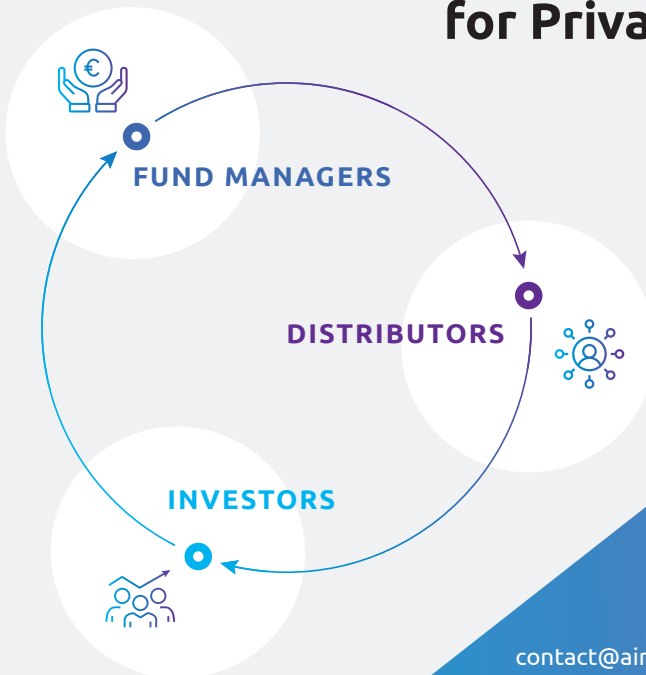 for Priva
FUND MANAGERS
DISTRIBUTORS
INVESTORS
contact@air